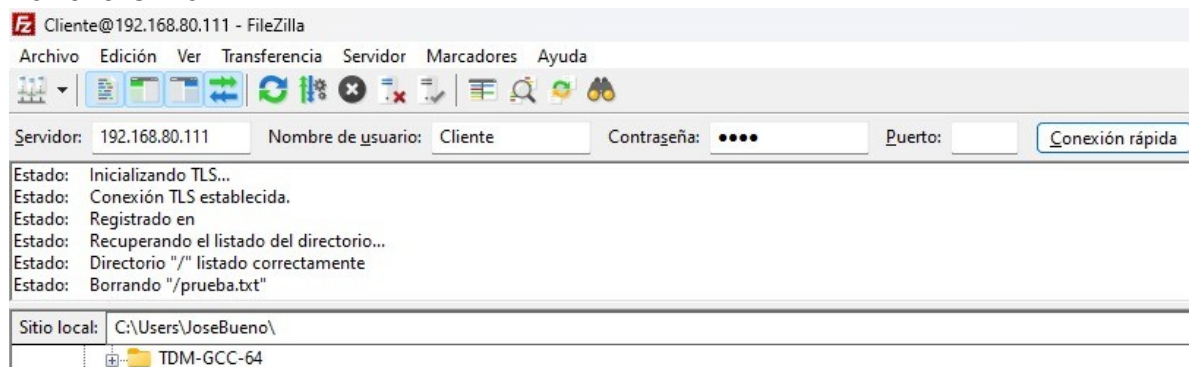 Cliente@192.168.80.111 - FileZilla
Archivo Edición Ver Transferencia Servidor Marcadores Ayuda
Servidor: 192.168.80.111 Nombre de usuario: Cliente Contraseña: ●●●● Puerto: Conexión rápida
Estado: Inicializando TLS...
Estado: Conexión TLS establecida.
Estado: Registrado en
Estado: Recuperando el listado del directorio...
Estado: Directorio "/" listado correctamente
Estado: Borrando "/prueba.txt"
Sitio local: C:\Users\JoseBueno\
TDM-GCC-64